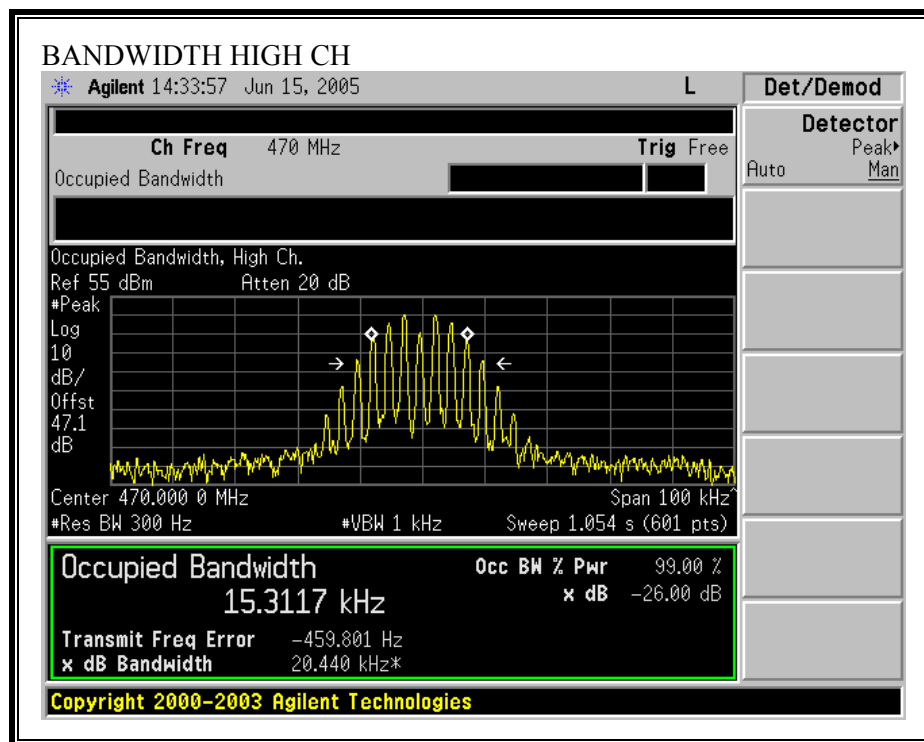 BANDWIDTH HIGH CH
Agilent 14:33:57 Jun 15, 2005 L Det/Demod
Detector
Peak
Auto Man
Ch Freq 470 MHz Trig Free
Occupied Bandwidth
Occupied Bandwidth, High Ch.
Ref 55 dBm Atten 20 dB
#Peak
Log
10
dB/
Offst
47.1
dB
Center 470.000 0 MHz Span 100 kHz^
#Res BW 300 Hz #VBW 1 kHz Sweep 1.054 s (601 pts)
Occupied Bandwidth Occ BW % Pwr 99.00 %
15.3117 kHz x dB -26.00 dB
Transmit Freq Error -459.801 Hz
x dB Bandwidth 20.440 kHz*
Copyright 2000-2003 Agilent Technologies